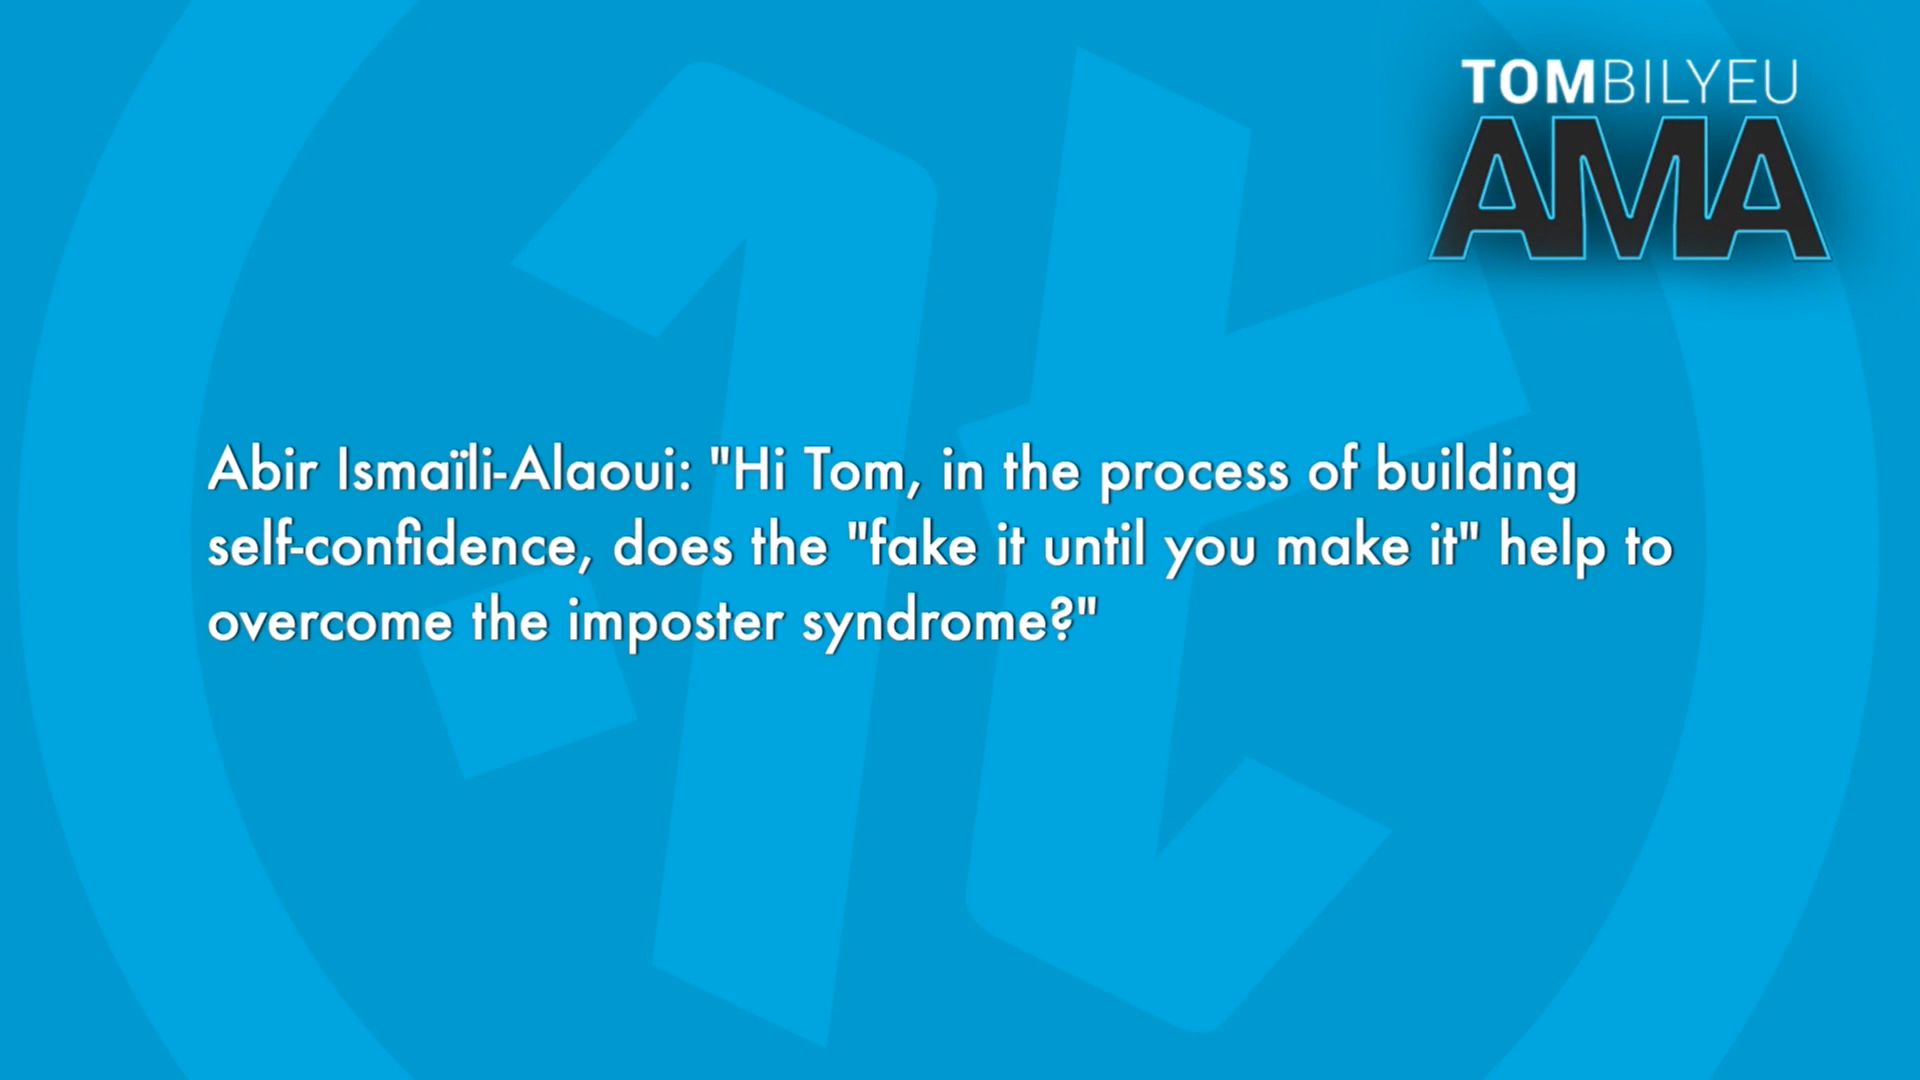 TOMBILYEU
AMA
Abir Ismaïli-Alaoui: "Hi Tom, in the process of building
self-confidence, does the "fake it until you make it" help to
overcome the imposter syndrome?"